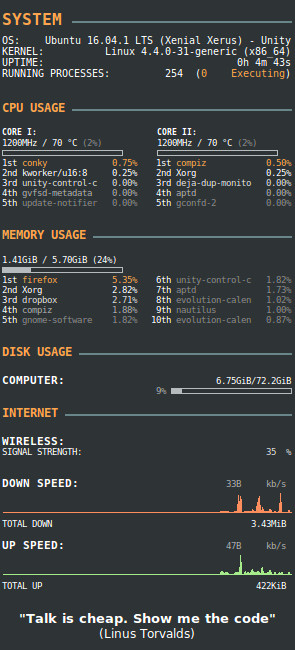 SYSTEM
OS: Ubuntu 16.04.1 LTS (Xenial Xerus) - Unity
KERNEL: Linux 4.4.0-31-generic (x86_64)
UPTIME: 0h 4m 43s
RUNNING PROCESSES: 254 (0 Executing)
CPU USAGE
CORE I: CORE II:
1200MHz / 70 °C (2%) 1200MHz / 70 °C (2%)
1st conky 0.75% 1st compiz 0.50%
2nd kworker/u16:8 0.25% 2nd Xorg 0.25%
3rd unity-control-c 0.00% 3rd deja-dup-monito 0.00%
4th gvfsd-metadata 0.00% 4th aptd 0.00%
5th update-notifier 0.00% 5th gconfd-2 0.00%
MEMORY USAGE
1.41GiB / 5.70GiB (24%)
1st firefox 5.35% 6th unity-control-c 1.82%
2nd Xorg 2.82% 7th aptd 1.73%
3rd dropbox 2.71% 8th evolution-calen 1.02%
4th compiz 1.88% 9th nautilus 1.00%
5th gnome-software 1.82% 10th evolution-calen 0.87%
DISK USAGE
COMPUTER: 6.75GiB/72.2GiB
9%
INTERNET
WIRELESS:
SIGNAL STRENGTH: 35 %
DOWN SPEED: 33B kb/s
TOTAL DOWN 3.43MiB
UP SPEED: 47B kb/s
TOTAL UP 422KiB
"Talk is cheap. Show me the code"
(Linus Torvalds)